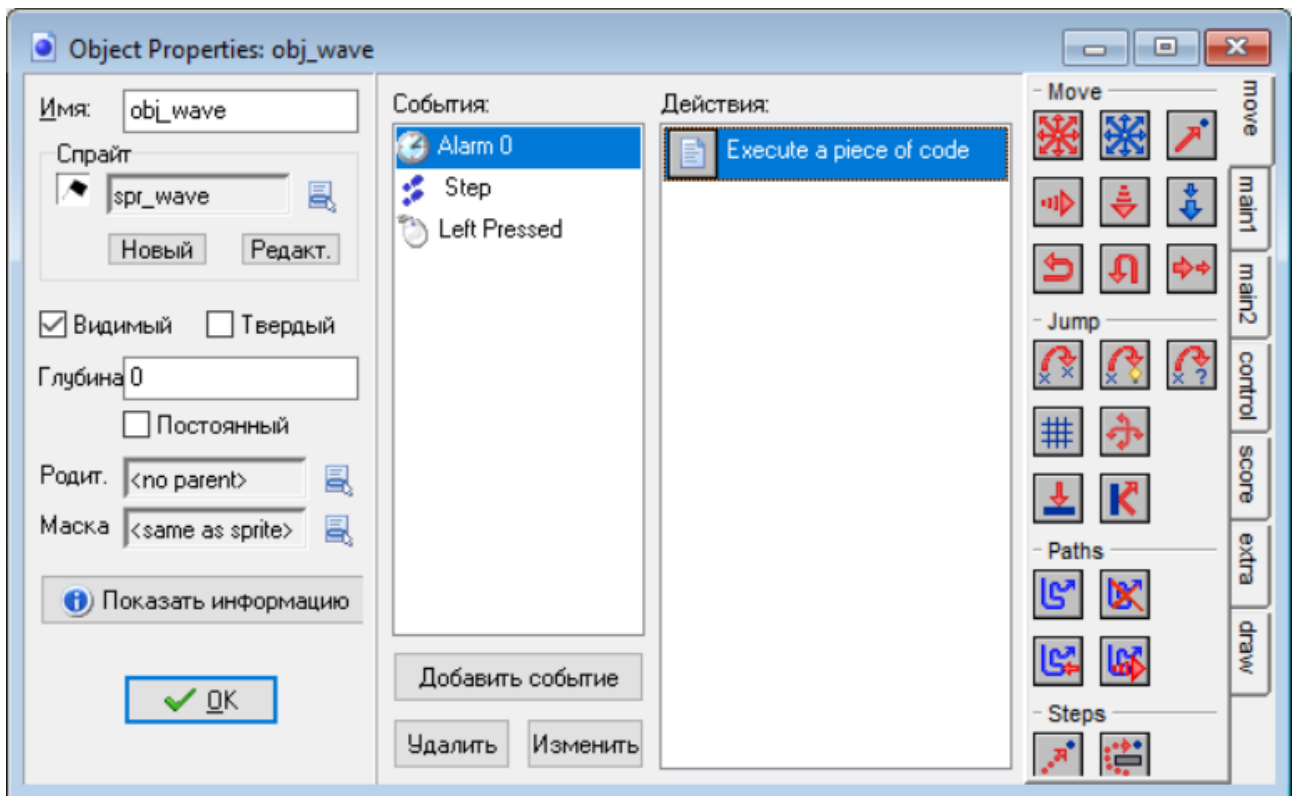 Object Properties: obj_wave
Имя:
obj_wave
Спрайт
spr_wave
Новый
Редакт.
Видимый
Твердый
Глубина
0
Постоянный
Родит.
<no parent>
Маска
<same as sprite>
Показать информацию
OK
События:
Alarm 0
Step
Left Pressed
Добавить событие
Удалить
Изменить
Действия:
Execute a piece of code
Move
Jump
Paths
Steps
move
main1
main2
control
score
extra
draw